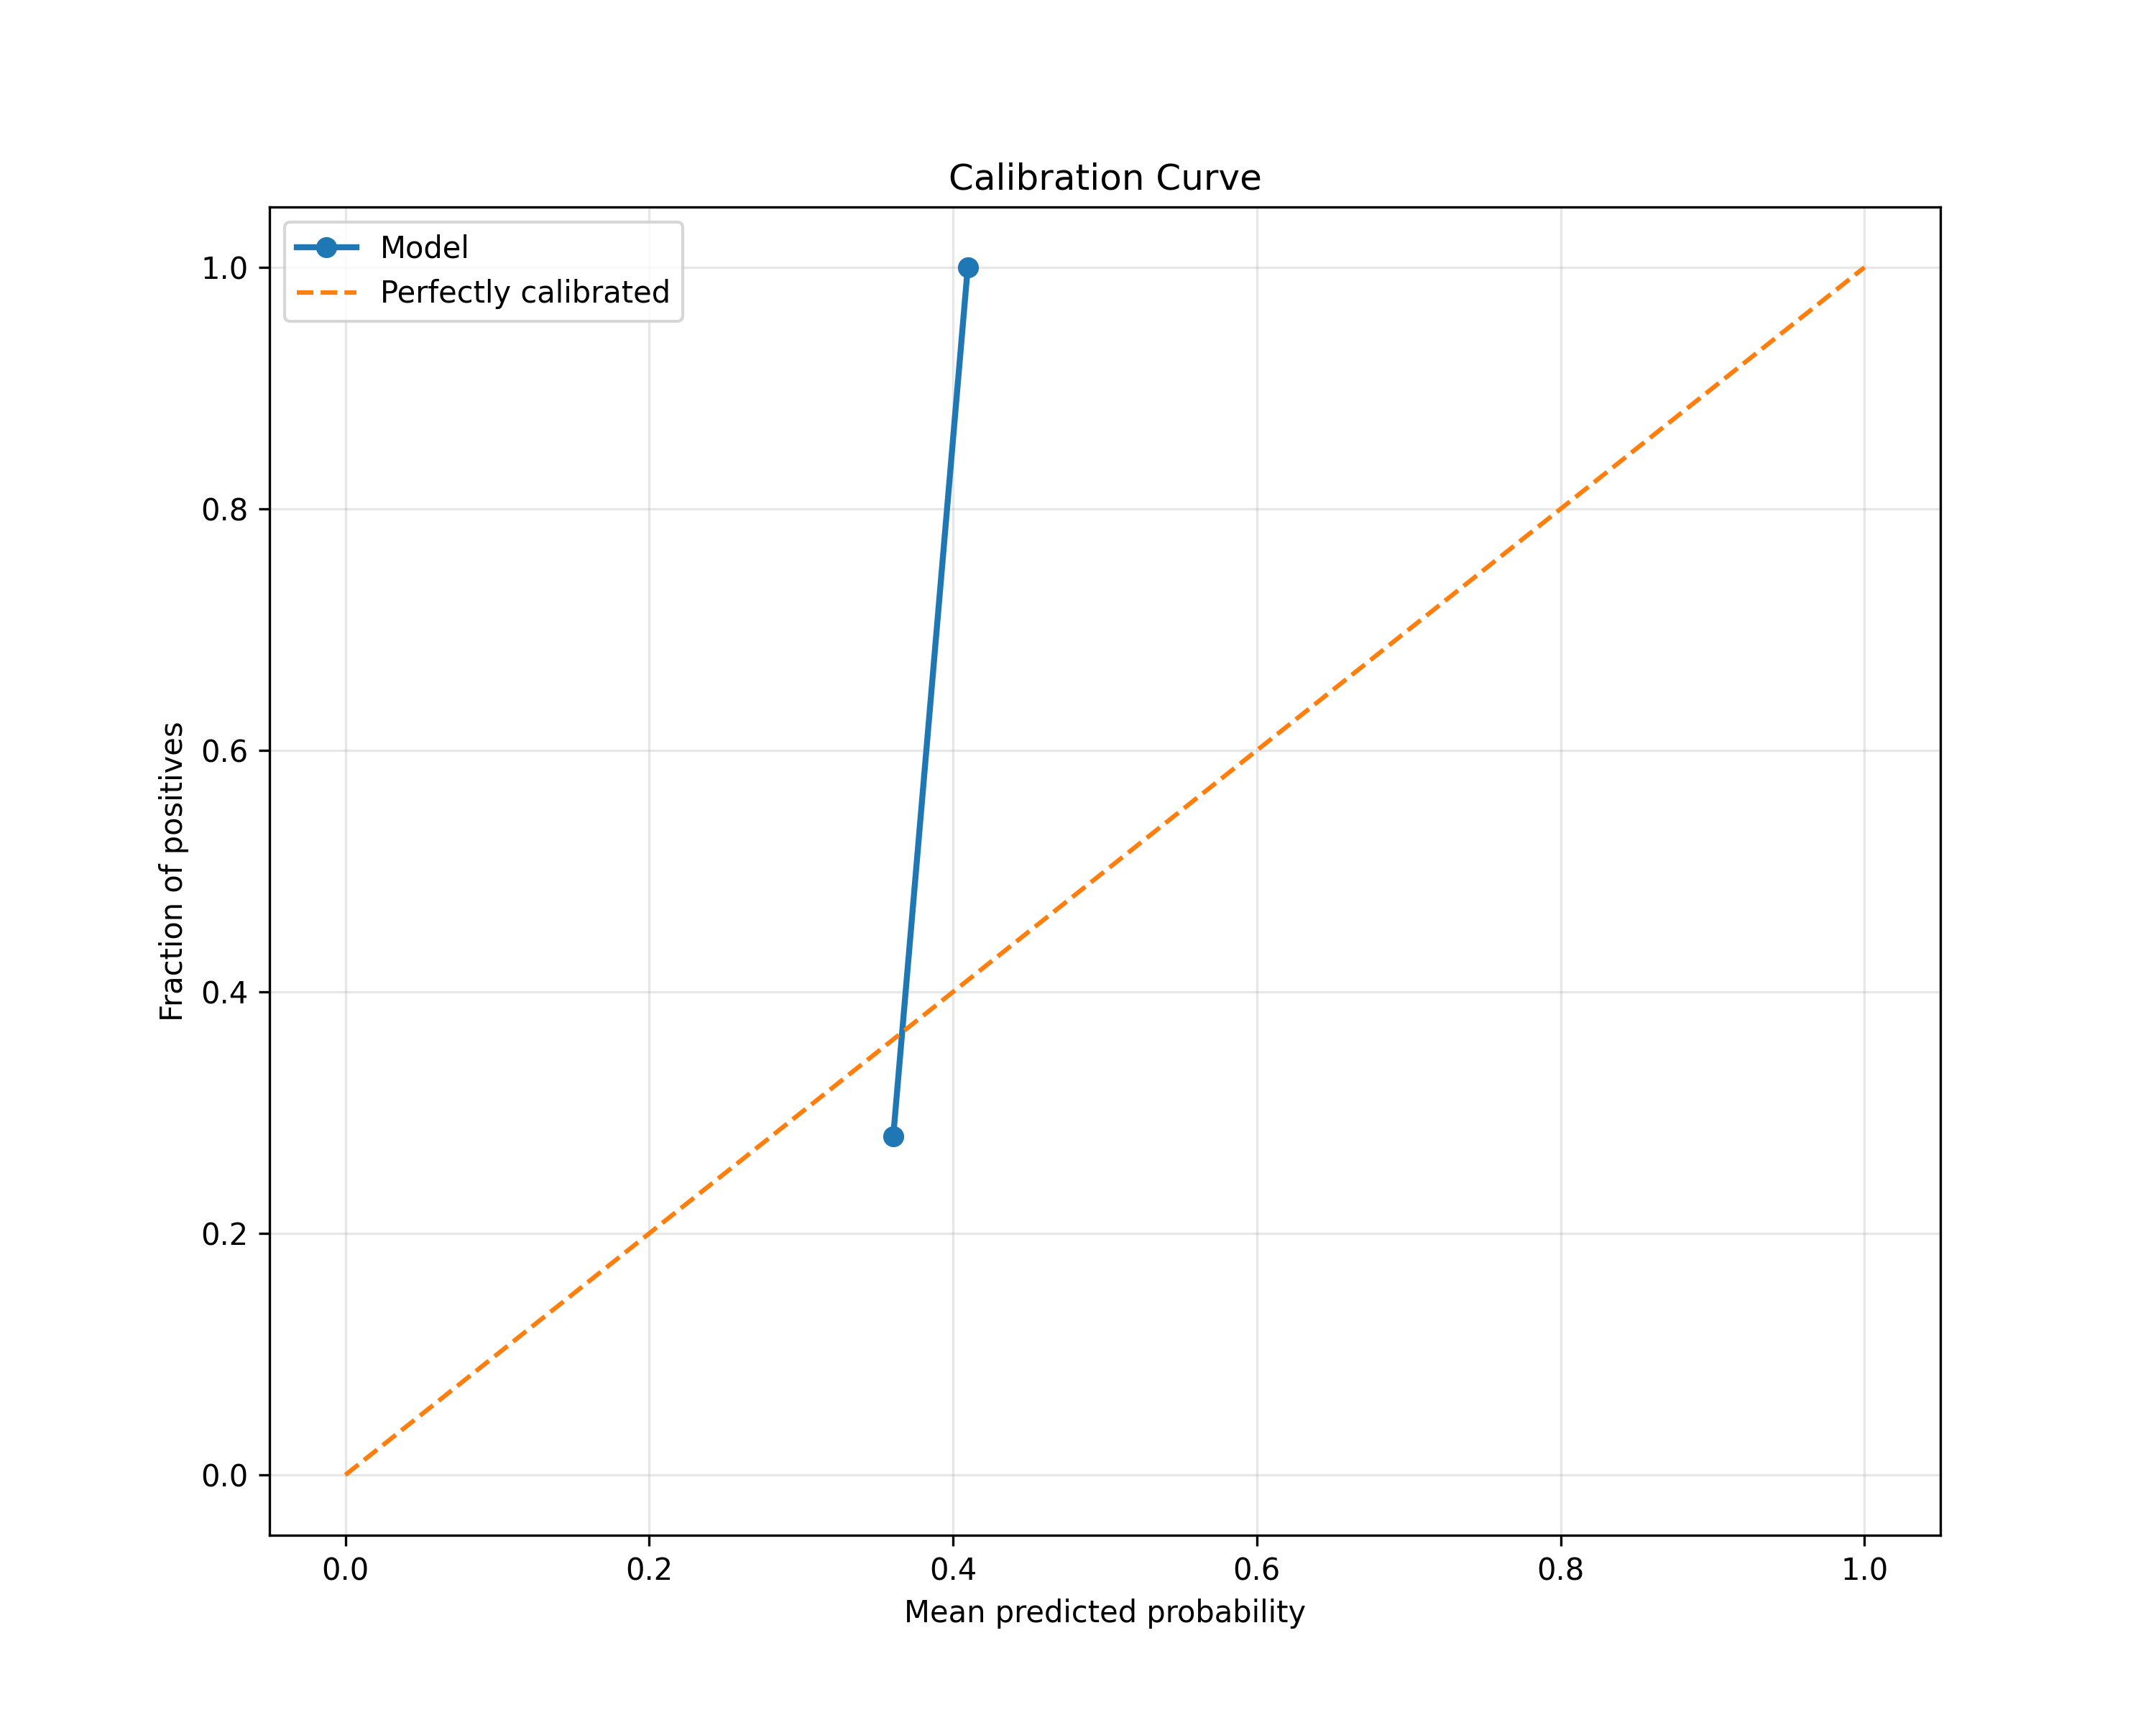 Calibration Curve
Model
Perfectly calibrated
1.0
0.8
0.6
0.4
0.2
0.0
Fraction of positives
0.0 0.2 0.4 0.6 0.8 1.0
Mean predicted probability